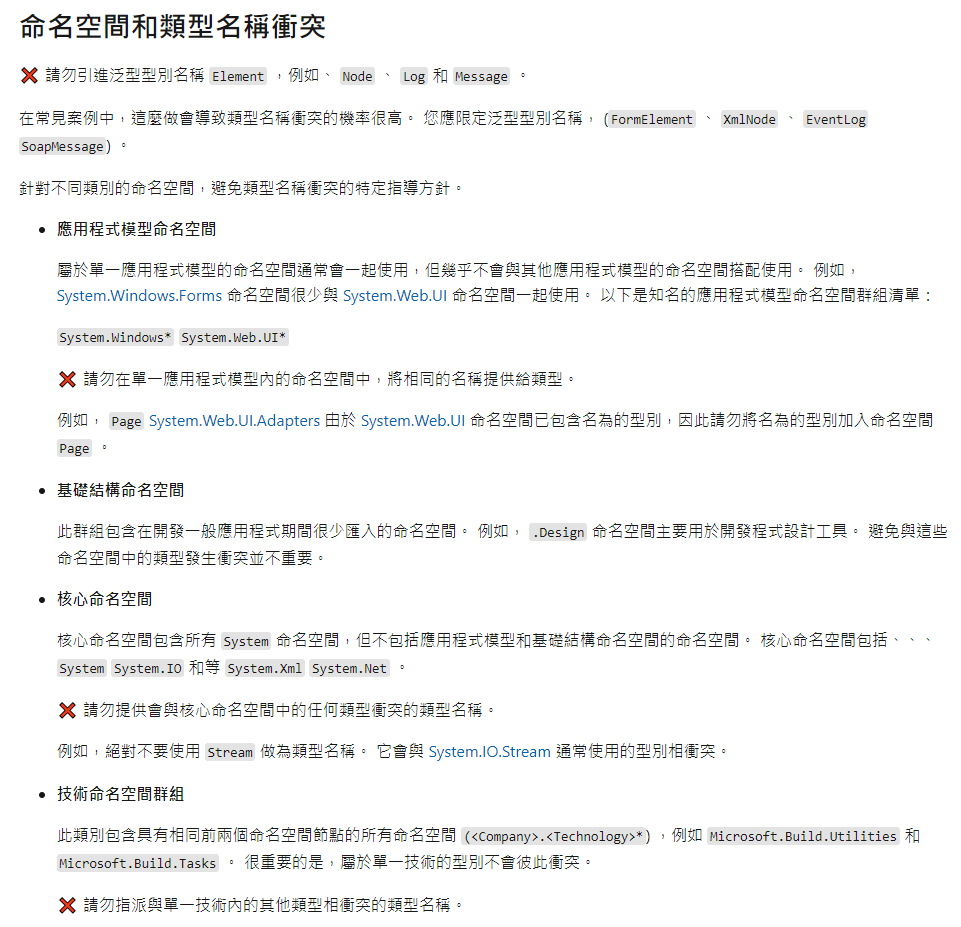 命名空間和類型名稱衝突
❌ 請勿引進泛型型別名稱 Element ,例如、 Node 、 Log 和 Message 。
在常見案例中,這麼做會導致類型名稱衝突的機率很高。 您應限定泛型型別名稱, (FormElement 、 XmlNode 、 EventLog
SoapMessage) 。
針對不同類別的命名空間,避免類型名稱衝突的特定指導方針。
• 應用程式模型命名空間
屬於單一應用程式模型的命名空間通常會一起使用,但幾乎不會與其他應用程式模型的命名空間搭配使用。 例如,
System.Windows.Forms 命名空間很少與 System.Web.UI 命名空間一起使用。 以下是知名的應用程式模型命名空間群組清單:
System.Windows* System.Web.UI*
❌ 請勿在單一應用程式模型內的命名空間中,將相同的名稱提供給類型。
例如, Page System.Web.UI.Adapters 由於 System.Web.UI 命名空間已包含名為的型別,因此請勿將名為的型別加入命名空間
Page 。
• 基礎結構命名空間
此群組包含在開發一般應用程式期間很少匯入的命名空間。 例如, .Design 命名空間主要用於開發程式設計工具。 避免與這些
命名空間中的類型發生衝突並不重要。
• 核心命名空間
核心命名空間包含所有 System 命名空間,但不包括應用程式模型和基礎結構命名空間的命名空間。 核心命名空間包括、、、
System System.IO 和等 System.Xml System.Net 。
❌ 請勿提供會與核心命名空間中的任何類型衝突的類型名稱。
例如,絕對不要使用 Stream 做為類型名稱。 它會與 System.IO.Stream 通常使用的型別相衝突。
• 技術命名空間群組
此類別包含具有相同前兩個命名空間節點的所有命名空間 (<Company>.<Technology>*) ,例如 Microsoft.Build.Utilities 和
Microsoft.Build.Tasks 。 很重要的是,屬於單一技術的型別不會彼此衝突。
❌ 請勿指派與單一技術內的其他類型相衝突的類型名稱。